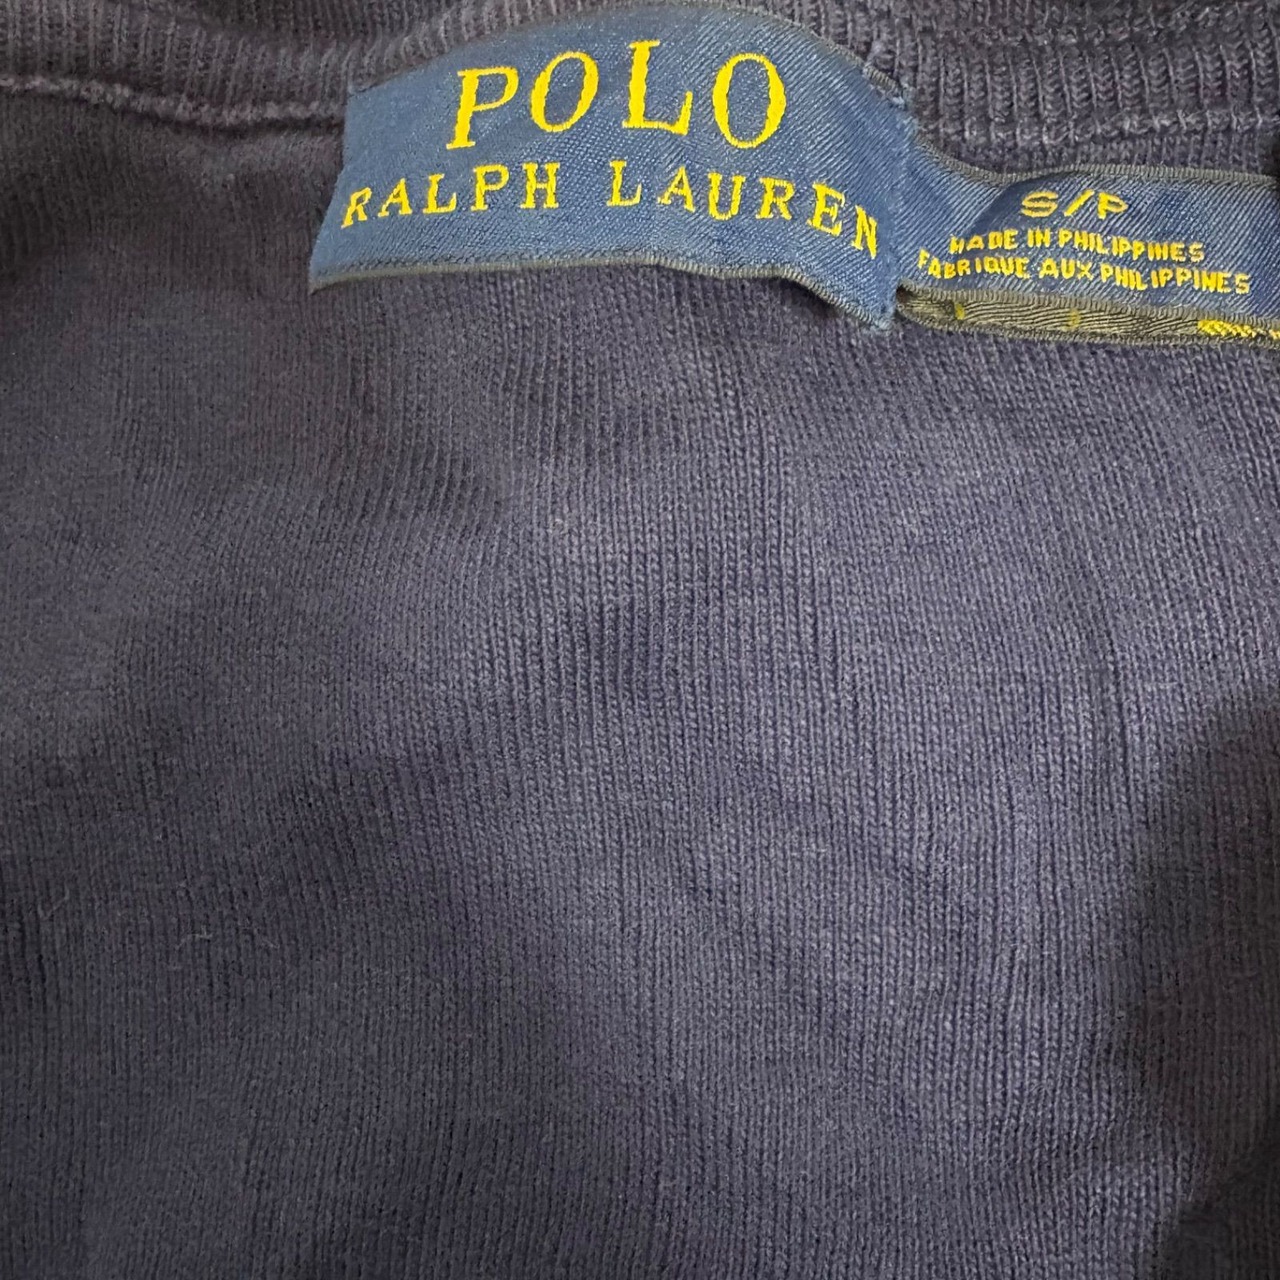 POLO
RALPH LAUREN
S/P
MADE IN PHILIPPINES
FABRIQUE AUX PHILIPPINES